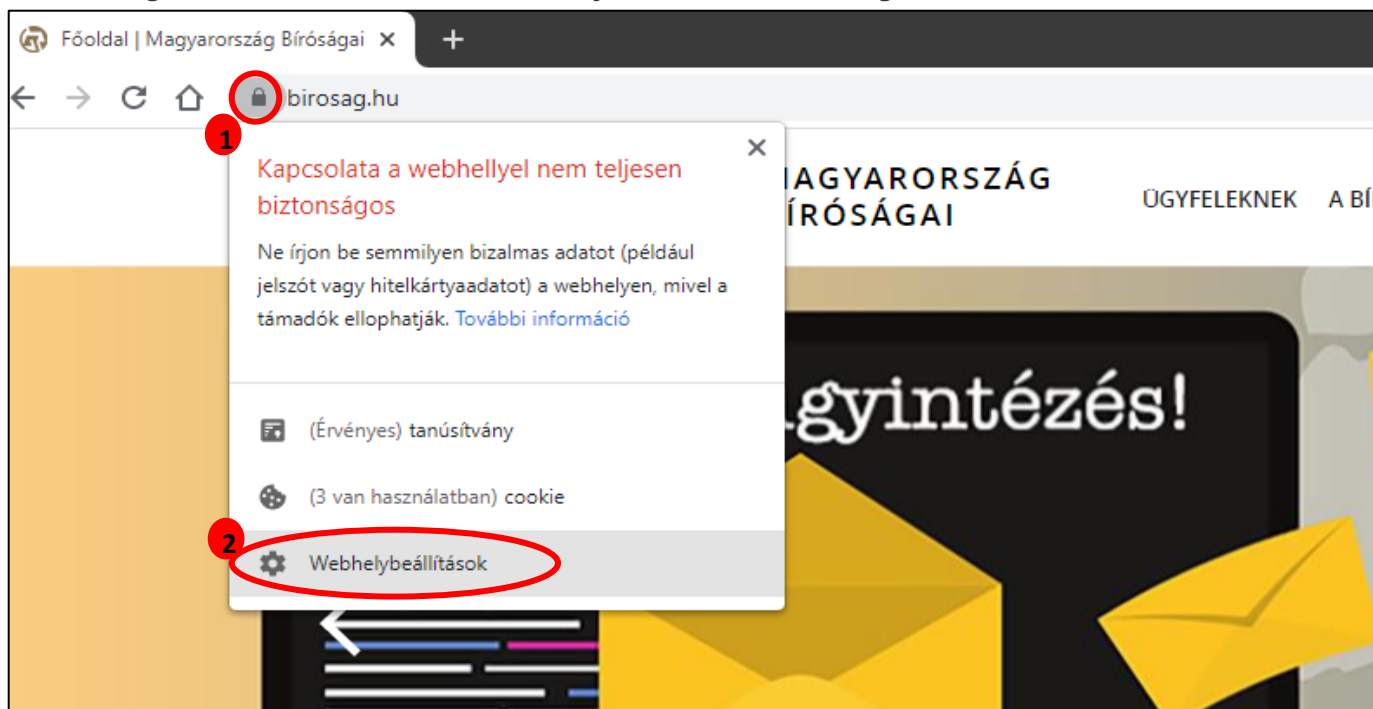 Főoldal | Magyarország Bíróságai
birosag.hu
1
Kapcsolata a webhellyel nem teljesen
biztonságos
Ne írjon be semmilyen bizalmas adatot (például
jelszót vagy hitelkártyaadatot) a webhelyen, mivel a
támadók ellophatják. További információ
(Érvényes) tanúsítvány
(3 van használatban) cookie
2
Webhelybeállítások
AGYARORSZÁG
ÍRÓSÁGAI
ÜGYFELEKNEK A BÍ
gyintézés!